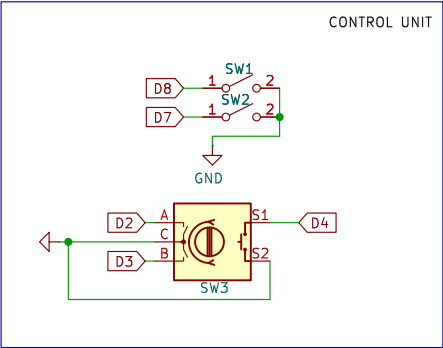 CONTROL UNIT
SW1
D8 1 2
SW2
D7 1 2
GND
D2 A S1 D4
C
D3 B S2
SW3